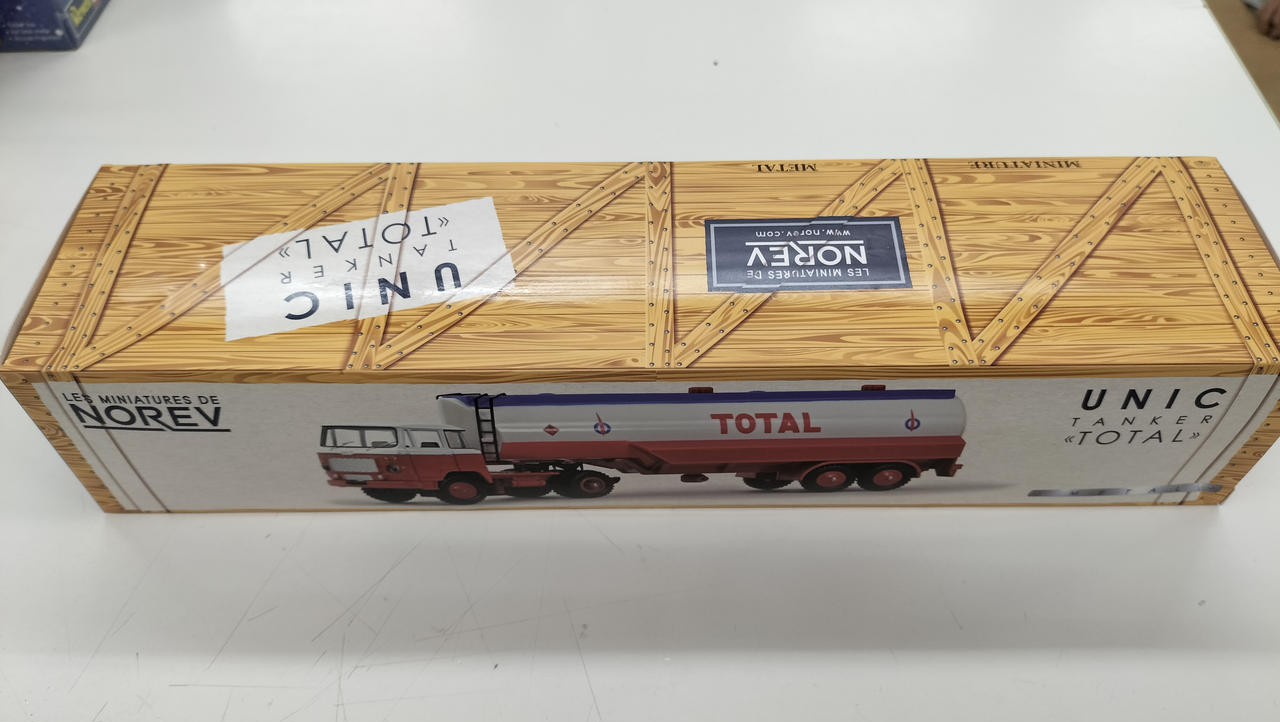 METAL
MINIATURE
UNIC
TANKER
«TOTAL»
LES MINIATURES DE
NOREV
www.norev.com
LES MINIATURES DE
NOREV
TOTAL
UNIC
TANKER
«TOTAL»
METAL